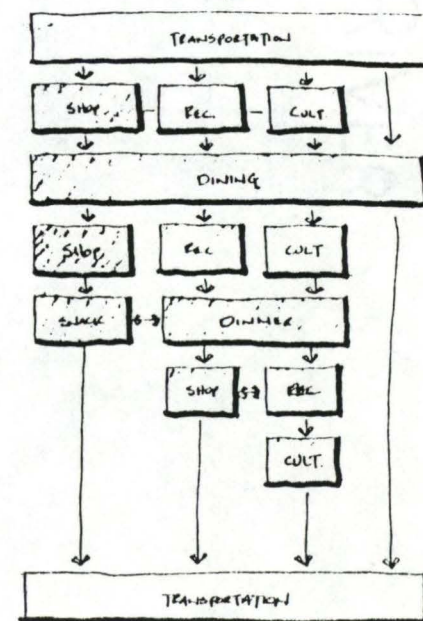 TRANSPORTATION
SHOP REC. CULT.
DINING
SHOP REC CULT
SNACK DINNER
SHOP REC
CULT.
TRANSPORTATION